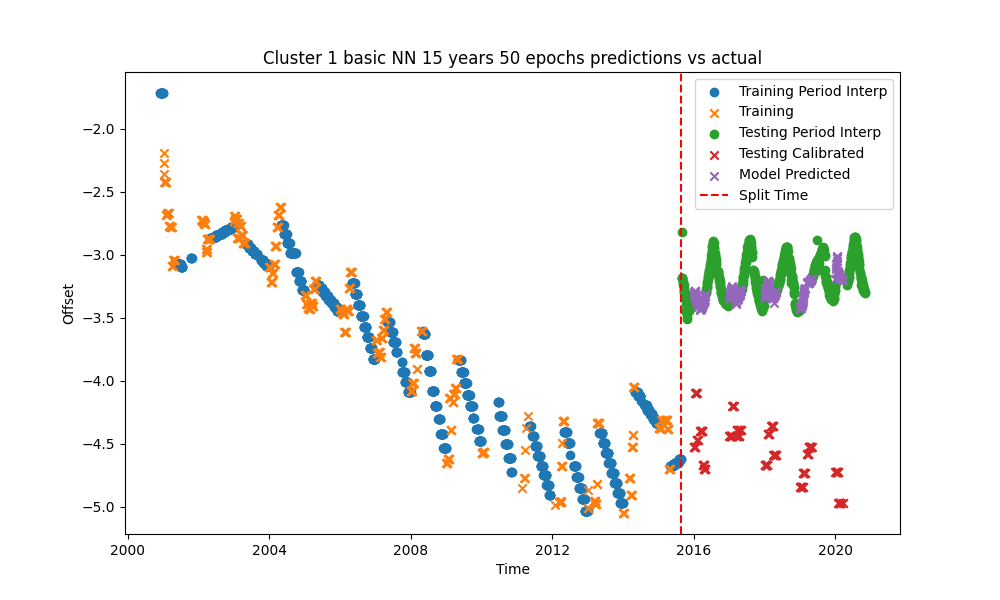 Cluster 1 basic NN 15 years 50 epochs predictions vs actual
Training Period Interp
Training
Testing Period Interp
Testing Calibrated
Model Predicted
Split Time
Offset
−2.0
−2.5
−3.0
−3.5
−4.0
−4.5
−5.0
2000 2004 2008 2012 2016 2020
Time